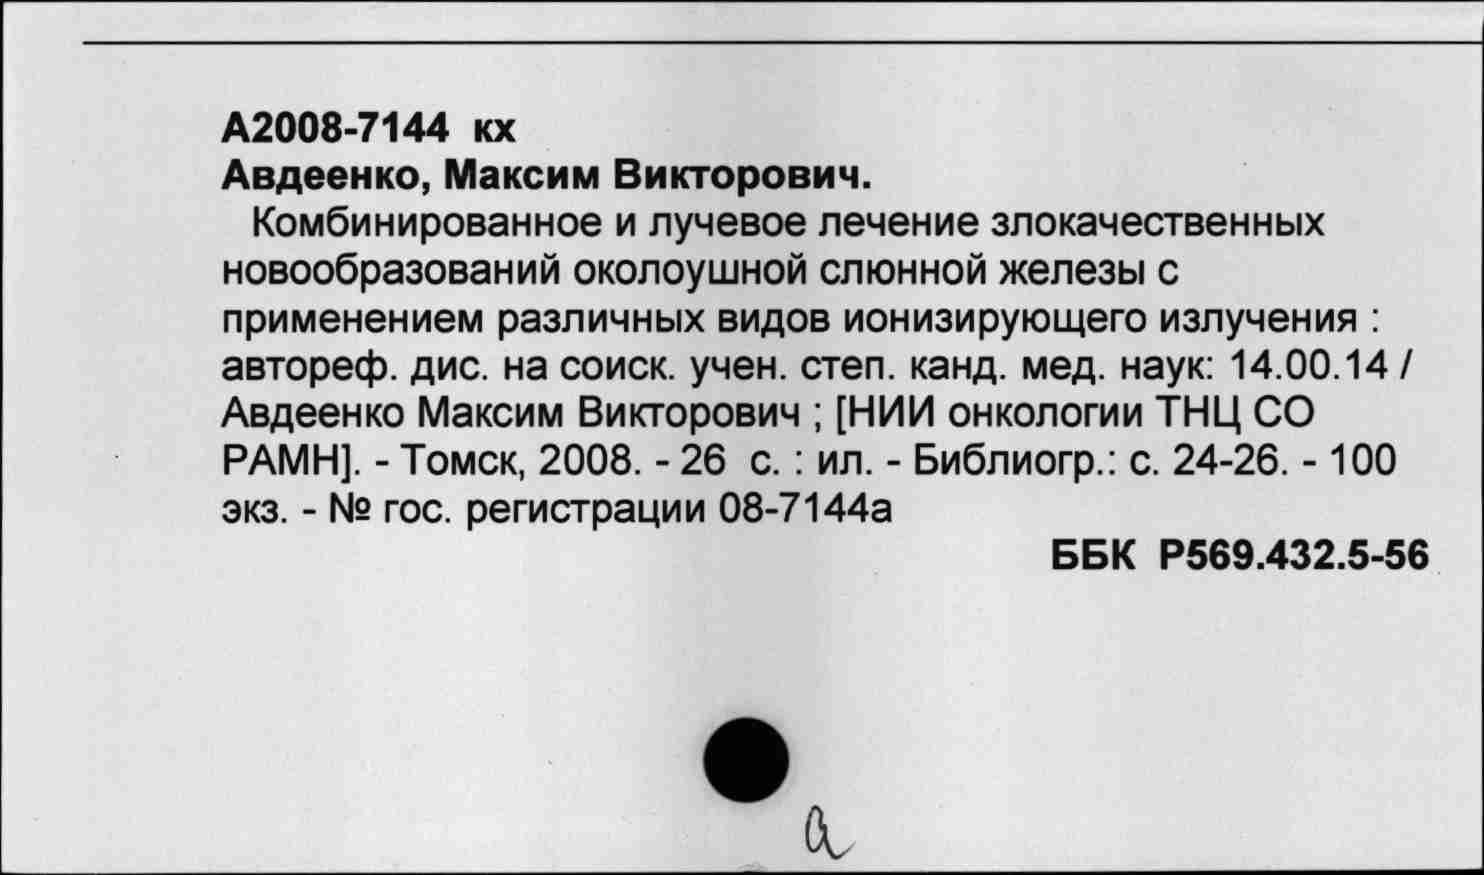 А2008-7144 кх
Авдеенко, Максим Викторович.
Комбинированное и лучевое лечение злокачественных
новообразований околоушной слюнной железы с
применением различных видов ионизирующего излучения :
автореф. дис. на соиск. учен. степ. канд. мед. наук: 14.00.14 /
Авдеенко Максим Викторович ; [НИИ онкологии ТНЦ СО
РАМН]. - Томск, 2008. - 26 с. : ил. - Библиогр.: с. 24-26. - 100
экз. - № гос. регистрации 08-7144а
ББК Р569.432.5-56
а